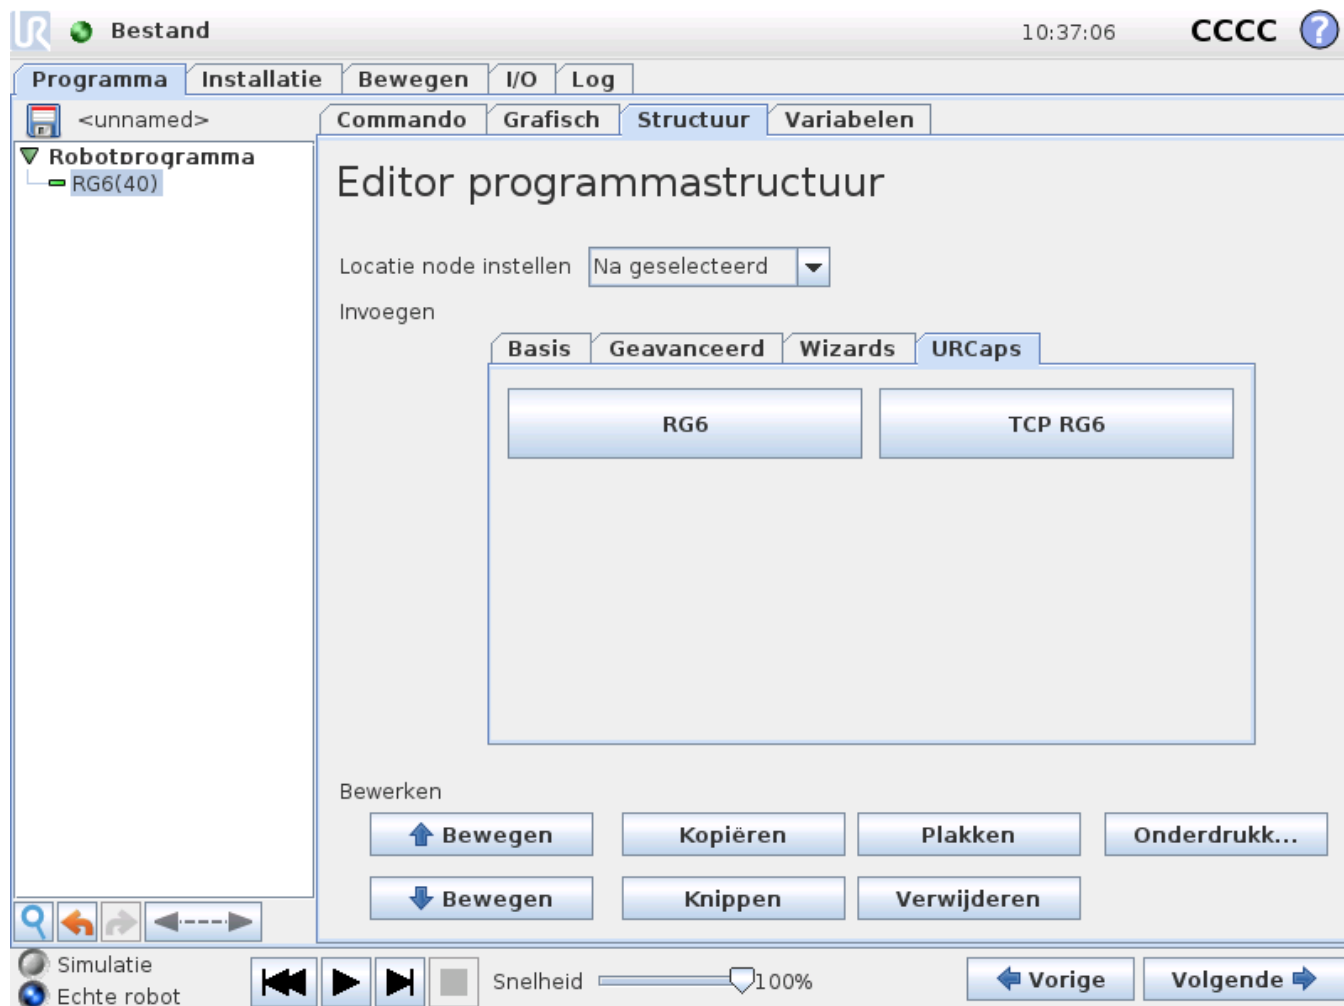 UR Bestand 10:37:06 CCCC ?
Programma Installatie Bewegen I/O Log
<unnamed> Commando Grafisch Structuur Variabelen
Robotprogramma
RG6(40)
Editor programmastructuur
Locatie node instellen Na geselecteerd
Invoegen
Basis Geavanceerd Wizards URCaps
RG6 TCP RG6
Bewerken
Bewegen Kopiëren Plakken Onderdrukk...
Bewegen Knippen Verwijderen
Simulatie
Echte robot
Snelheid 100% Vorige Volgende